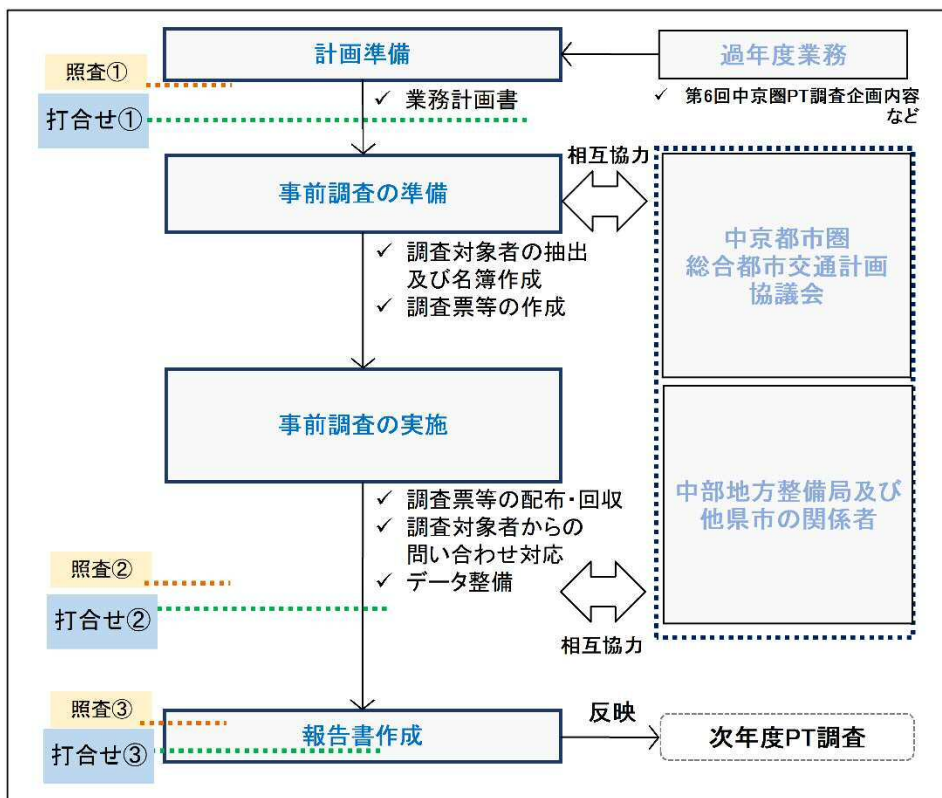 計画準備
過年度業務
照査①
打合せ①
✓ 業務計画書
✓ 第6回中京圏PT調査企画内容
など
事前調査の準備
相互協力
中京都市圏
総合都市交通計画
協議会
✓ 調査対象者の抽出
及び名簿作成
✓ 調査票等の作成
事前調査の実施
中部地方整備局及び
他県市の関係者
✓ 調査票等の配布・回収
✓ 調査対象者からの
問い合わせ対応
✓ データ整備
照査②
打合せ②
相互協力
照査③
打合せ③
報告書作成
反映
次年度PT調査